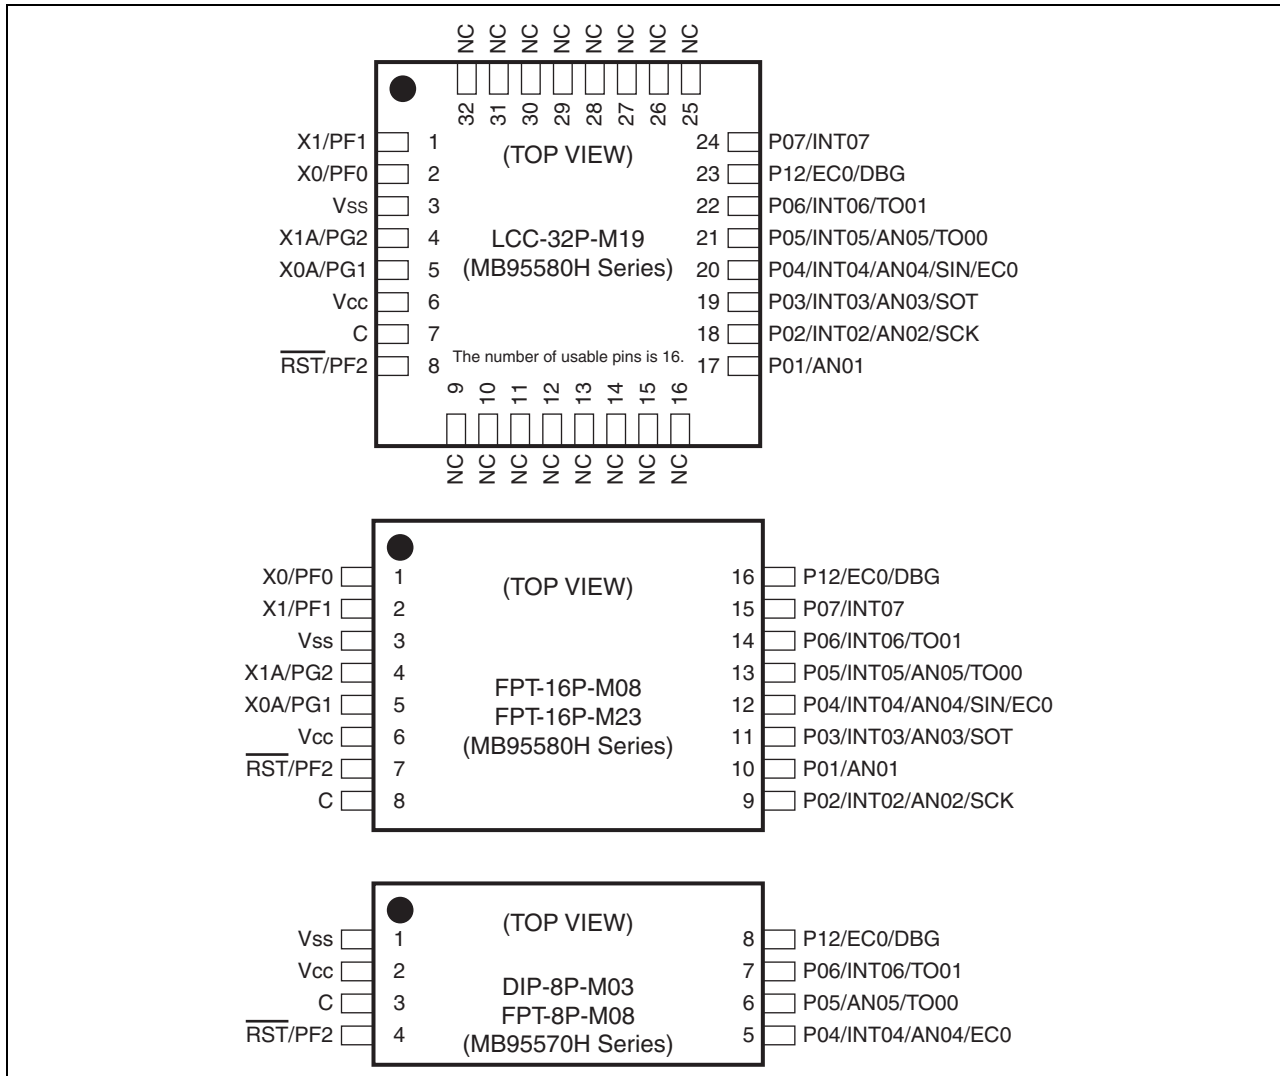 NC NC NC NC NC NC NC NC
32 31 30 29 28 27 26 25
(TOP VIEW)
X1/PF1 1 24 P07/INT07
X0/PF0 2 23 P12/EC0/DBG
Vss 3 22 P06/INT06/TO01
X1A/PG2 4 21 P05/INT05/AN05/TO00
LCC-32P-M19
X0A/PG1 5 20 P04/INT04/AN04/SIN/EC0
(MB95580H Series)
Vcc 6 19 P03/INT03/AN03/SOT
C 7 18 P02/INT02/AN02/SCK
The number of usable pins is 16.
RST/PF2 8 17 P01/AN01
9 10 11 12 13 14 15 16
NC NC NC NC NC NC NC NC
X0/PF0 1 16 P12/EC0/DBG
(TOP VIEW)
X1/PF1 2 15 P07/INT07
Vss 3 14 P06/INT06/TO01
X1A/PG2 4 13 P05/INT05/AN05/TO00
FPT-16P-M08
X0A/PG1 5 12 P04/INT04/AN04/SIN/EC0
FPT-16P-M23
Vcc 6 11 P03/INT03/AN03/SOT
(MB95580H Series)
RST/PF2 7 10 P01/AN01
C 8 9 P02/INT02/AN02/SCK
(TOP VIEW)
Vss 1 8 P12/EC0/DBG
Vcc 2 7 P06/INT06/TO01
DIP-8P-M03
C 3 6 P05/AN05/TO00
FPT-8P-M08
RST/PF2 4 5 P04/INT04/AN04/EC0
(MB95570H Series)